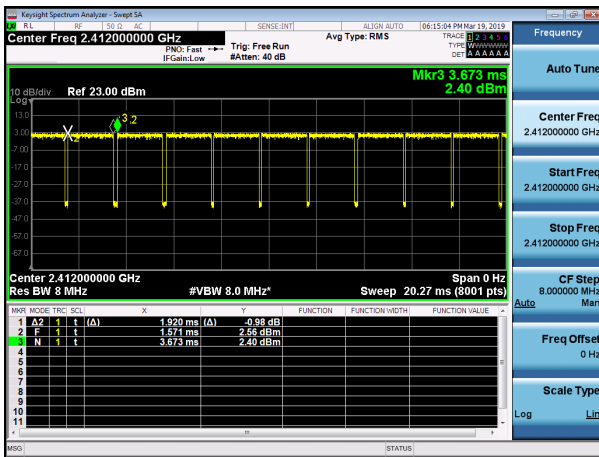 Keysight Spectrum Analyzer - Swept SA
RL RF 50 Ω AC SENSE:INT ALIGN AUTO 06:15:04 PM Mar 19, 2019
Center Freq 2.412000000 GHz
PNO: Fast
IFGain:Low
Trig: Free Run
#Atten: 40 dB
Avg Type: RMS
TRACE 1 2 3 4 5 6
TYPE WWWWWW
DET A A A A A A
Mkr3 3.673 ms
2.40 dBm
10 dB/div Ref 23.00 dBm
Log
13.0
3.00
-7.00
-17.0
-27.0
-37.0
-47.0
-57.0
-67.0
3,2
2
Center 2.412000000 GHz Span 0 Hz
Res BW 8 MHz #VBW 8.0 MHz* Sweep 20.27 ms (8001 pts)
MKR MODE TRC SCL X Y FUNCTION FUNCTION WIDTH FUNCTION VALUE
1 Δ2 1 t (Δ) 1.920 ms (Δ) -0.98 dB
2 F 1 t 1.571 ms 2.56 dBm
3 N 1 t 3.673 ms 2.40 dBm
4
5
6
7
8
9
10
11
MSG STATUS
Frequency
Auto Tune
Center Freq
2.412000000 GHz
Start Freq
2.412000000 GHz
Stop Freq
2.412000000 GHz
CF Step
8.000000 MHz
Auto Man
Freq Offset
0 Hz
Scale Type
Log Lin